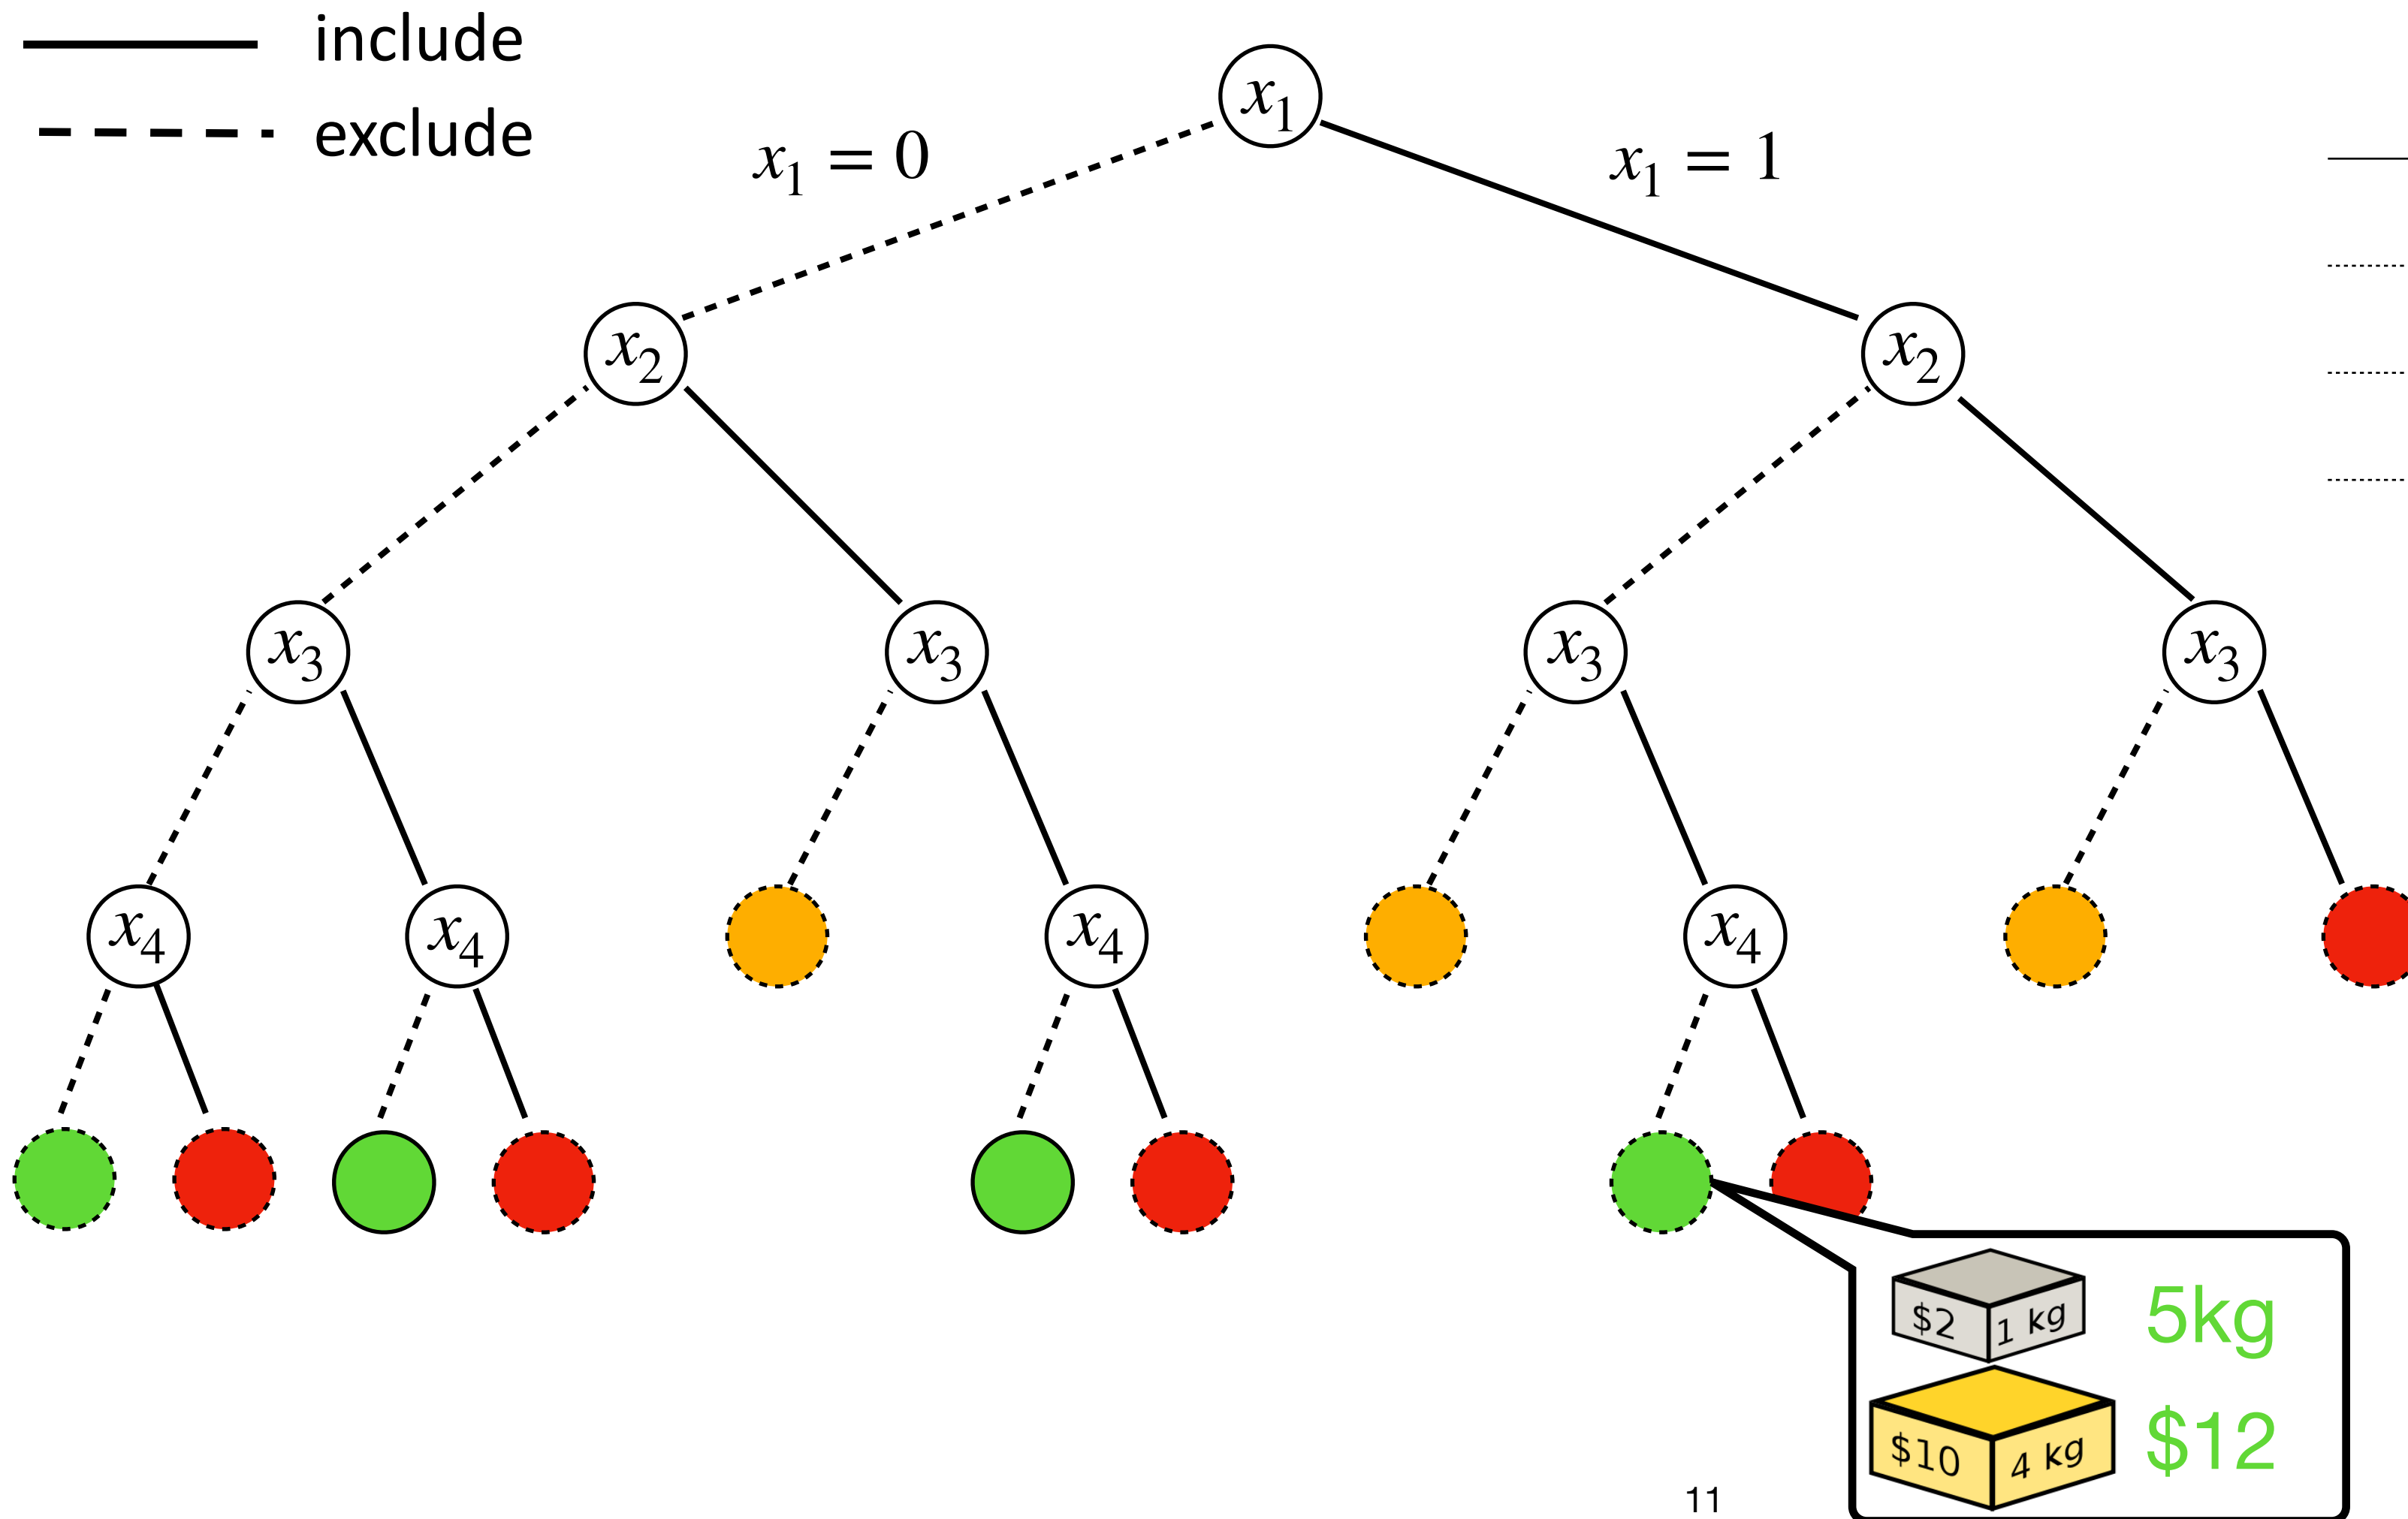 include
exclude
x₁
x₁ = 0
x₁ = 1
x₂ x₂
x₃ x₃ x₃ x₃
x₄ x₄ x₄ x₄
$2 1 kg 5kg
$10 4 kg $12
11